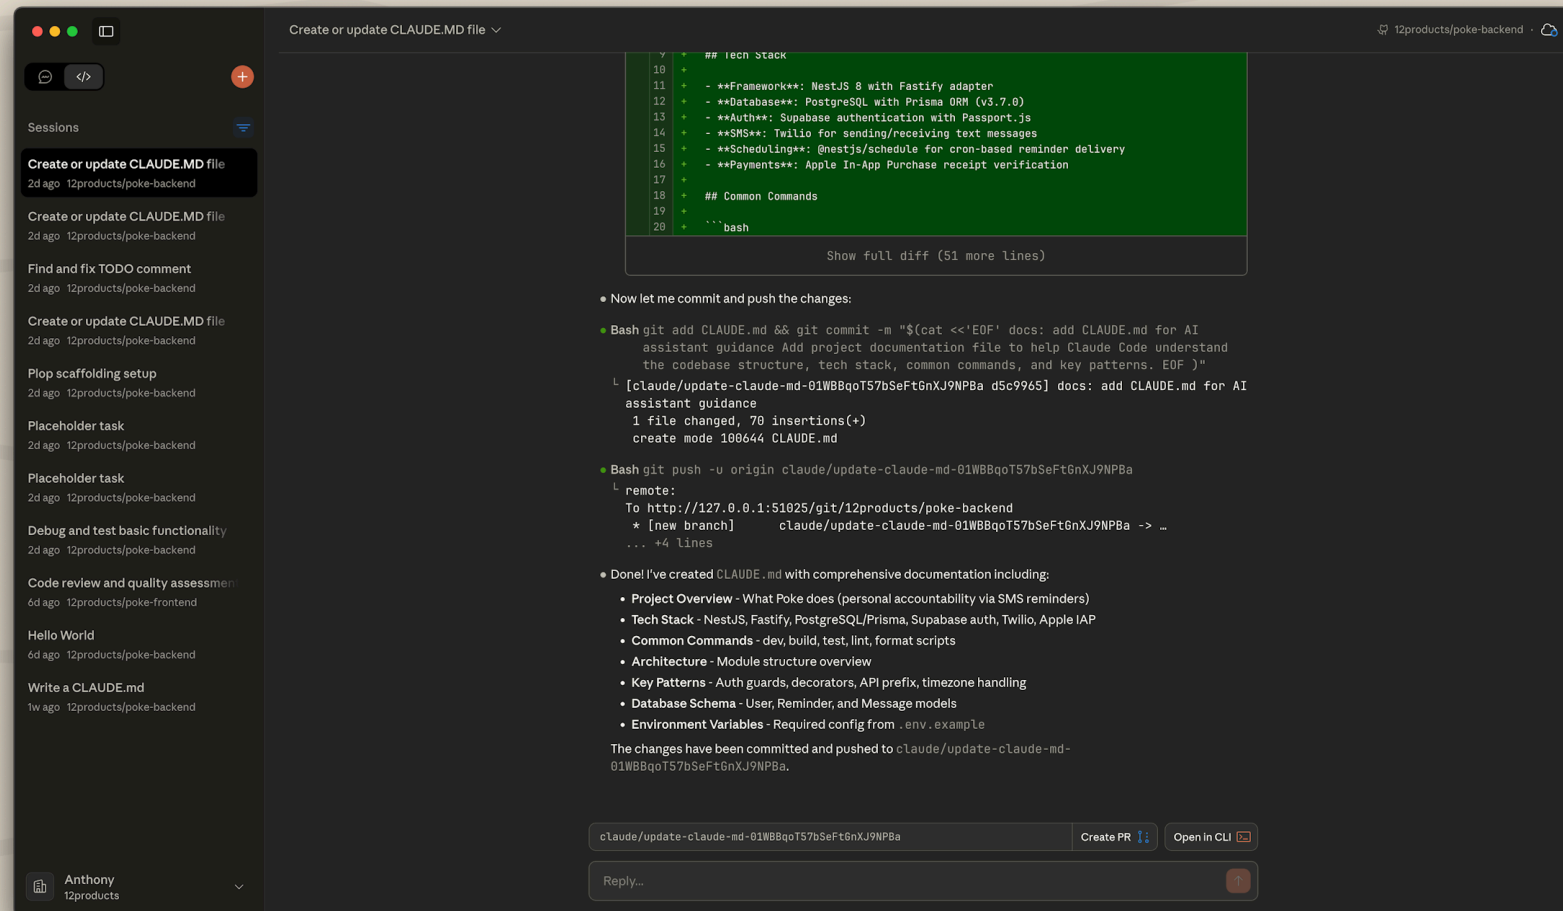 Create or update CLAUDE.MD file
12products/poke-backend ·
Sessions
Create or update CLAUDE.MD file
2d ago 12products/poke-backend
Create or update CLAUDE.MD file
2d ago 12products/poke-backend
Find and fix TODO comment
2d ago 12products/poke-backend
Create or update CLAUDE.MD file
2d ago 12products/poke-backend
Plop scaffolding setup
2d ago 12products/poke-backend
Placeholder task
2d ago 12products/poke-backend
Placeholder task
2d ago 12products/poke-backend
Debug and test basic functionality
2d ago 12products/poke-backend
Code review and quality assessmen
6d ago 12products/poke-frontend
Hello World
6d ago 12products/poke-backend
Write a CLAUDE.md
1w ago 12products/poke-backend
Anthony
12products
9 + ## Tech Stack
10 +
11 + - **Framework**: NestJS 8 with Fastify adapter
12 + - **Database**: PostgreSQL with Prisma ORM (v3.7.0)
13 + - **Auth**: Supabase authentication with Passport.js
14 + - **SMS**: Twilio for sending/receiving text messages
15 + - **Scheduling**: @nestjs/schedule for cron-based reminder delivery
16 + - **Payments**: Apple In-App Purchase receipt verification
17 +
18 + ## Common Commands
19 +
20 + ```bash
Show full diff (51 more lines)
Now let me commit and push the changes:
Bash git add CLAUDE.md && git commit -m "$(cat <<'EOF' docs: add CLAUDE.md for AI
assistant guidance Add project documentation file to help Claude Code understand
the codebase structure, tech stack, common commands, and key patterns. EOF )"
[claude/update-claude-md-01WBBqoT57bSeFtGnXJ9NPBa d5c9965] docs: add CLAUDE.md for AI
assistant guidance
1 file changed, 70 insertions(+)
create mode 100644 CLAUDE.md
Bash git push -u origin claude/update-claude-md-01WBBqoT57bSeFtGnXJ9NPBa
remote:
To http://127.0.0.1:51025/git/12products/poke-backend
* [new branch] claude/update-claude-md-01WBBqoT57bSeFtGnXJ9NPBa -> …
... +4 lines
Done! I've created CLAUDE.md with comprehensive documentation including:
• Project Overview - What Poke does (personal accountability via SMS reminders)
• Tech Stack - NestJS, Fastify, PostgreSQL/Prisma, Supabase auth, Twilio, Apple IAP
• Common Commands - dev, build, test, lint, format scripts
• Architecture - Module structure overview
• Key Patterns - Auth guards, decorators, API prefix, timezone handling
• Database Schema - User, Reminder, and Message models
• Environment Variables - Required config from .env.example
The changes have been committed and pushed to claude/update-claude-md-
01WBBqoT57bSeFtGnXJ9NPBa.
claude/update-claude-md-01WBBqoT57bSeFtGnXJ9NPBa
Create PR
Open in CLI
Reply...